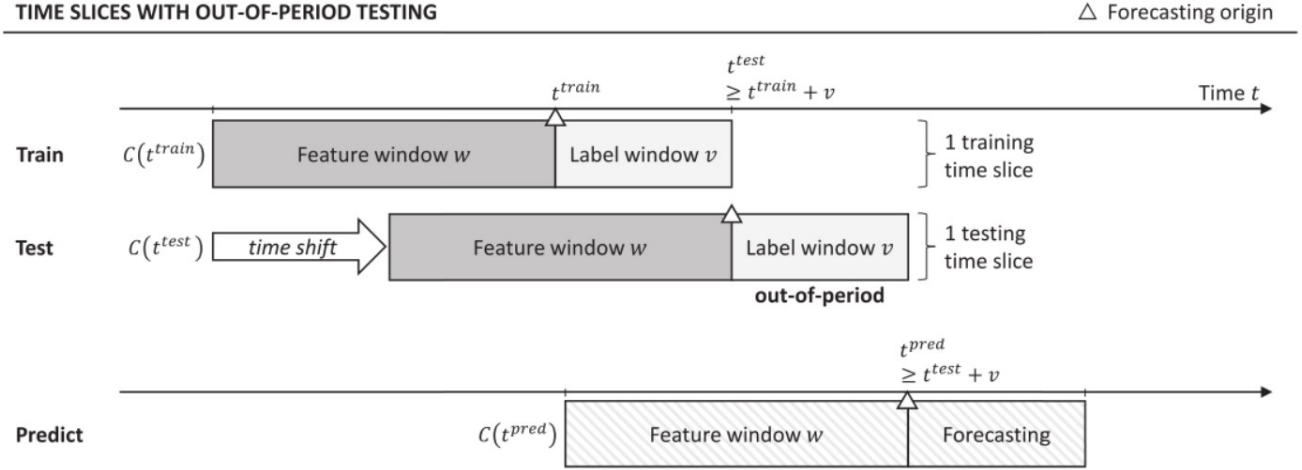 TIME SLICES WITH OUT-OF-PERIOD TESTING
△ Forecasting origin
t^{train}
t^{test}
≥ t^{train} + v
Time t
Train
C(t^{train})
Feature window w
Label window v
1 training
time slice
Test
C(t^{test})
time shift
Feature window w
Label window v
1 testing
time slice
out-of-period
t^{pred}
≥ t^{test} + v
Predict
C(t^{pred})
Feature window w
Forecasting